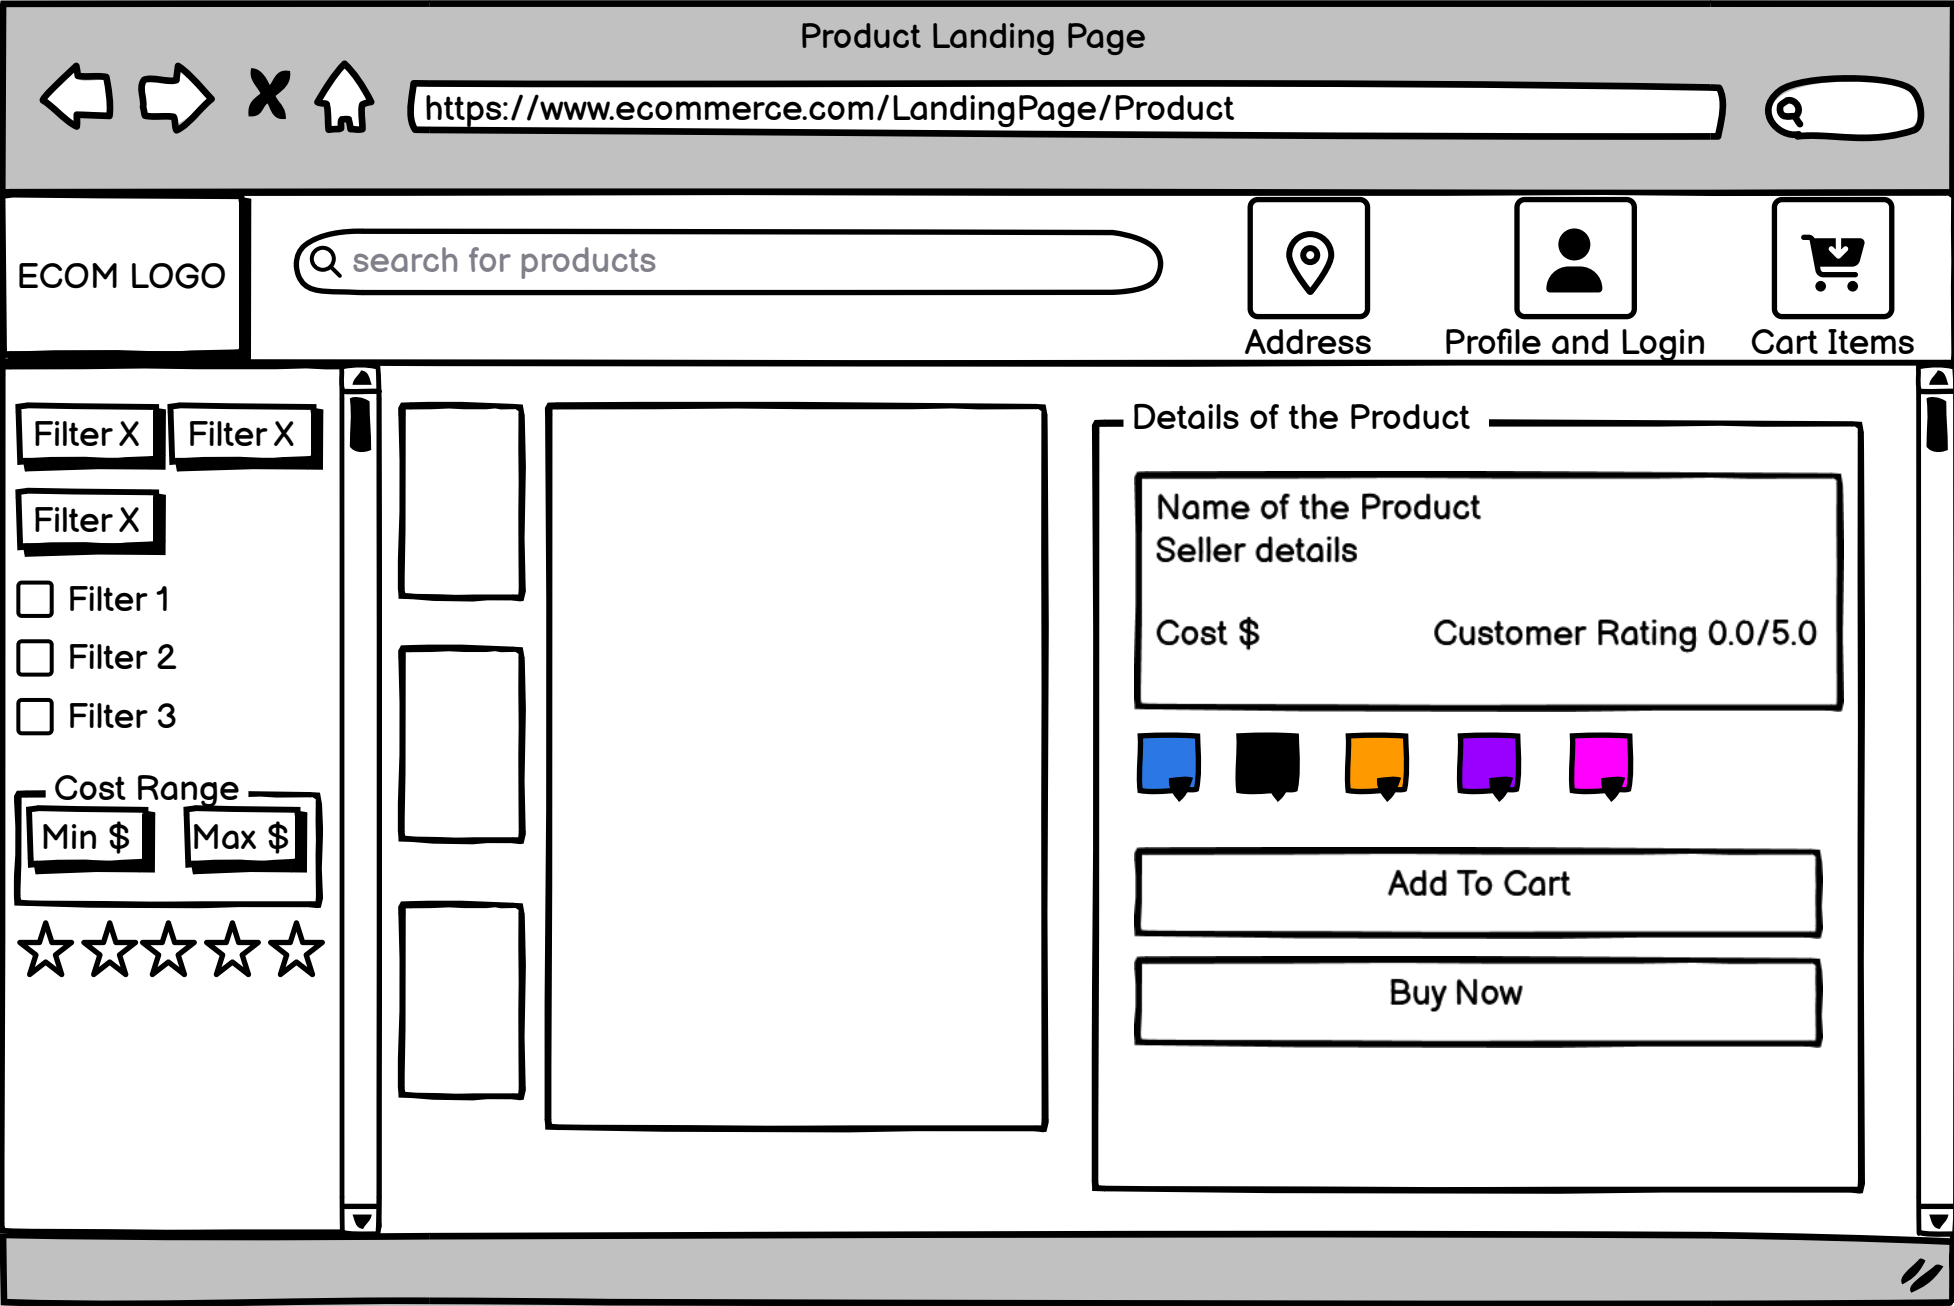 Product Landing Page
https://www.ecommerce.com/LandingPage/Product
ECOM LOGO
search for products
Address
Profile and Login
Cart Items
Filter X
Filter X
Filter X
Filter 1
Filter 2
Filter 3
Cost Range
Min $
Max $
Details of the Product
Name of the Product
Seller details
Cost $
Customer Rating 0.0/5.0
Add To Cart
Buy Now